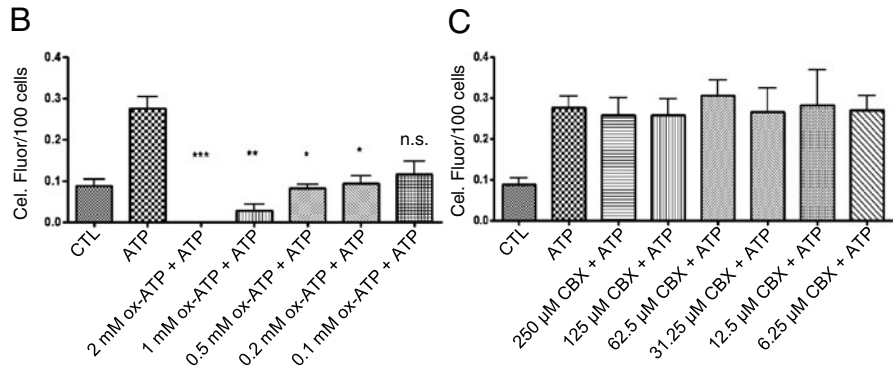 B
Cel. Fluor/100 cells
0.4
0.3
0.2
0.1
0.0
***
**
*
*
n.s.
CTL
ATP
2 mM ox-ATP + ATP
1 mM ox-ATP + ATP
0.5 mM ox-ATP + ATP
0.2 mM ox-ATP + ATP
0.1 mM ox-ATP + ATP
C
Cel. Fluor/100 cells
0.4
0.3
0.2
0.1
0.0
CTL
ATP
250 µM CBX + ATP
125 µM CBX + ATP
62.5 µM CBX + ATP
31.25 µM CBX + ATP
12.5 µM CBX + ATP
6.25 µM CBX + ATP